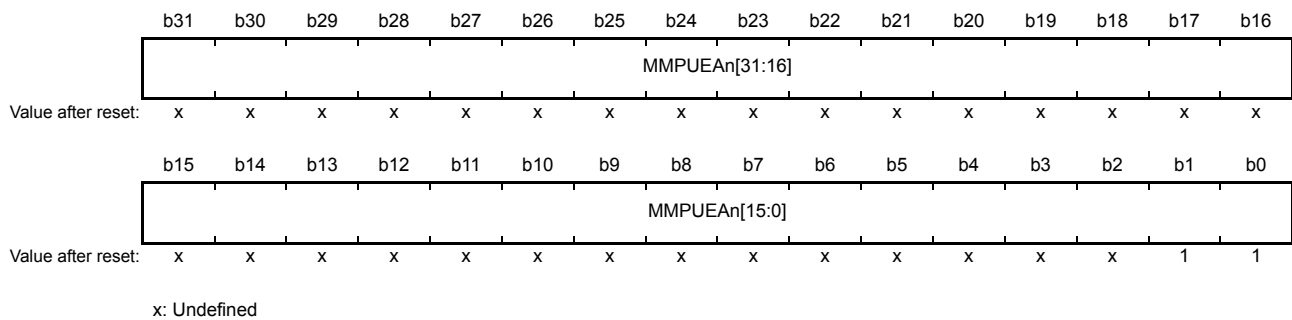 b31 b30 b29 b28 b27 b26 b25 b24 b23 b22 b21 b20 b19 b18 b17 b16
MMPUEAn[31:16]
Value after reset: x x x x x x x x x x x x x x x x
b15 b14 b13 b12 b11 b10 b9 b8 b7 b6 b5 b4 b3 b2 b1 b0
MMPUEAn[15:0]
Value after reset: x x x x x x x x x x x x x x 1 1
x: Undefined